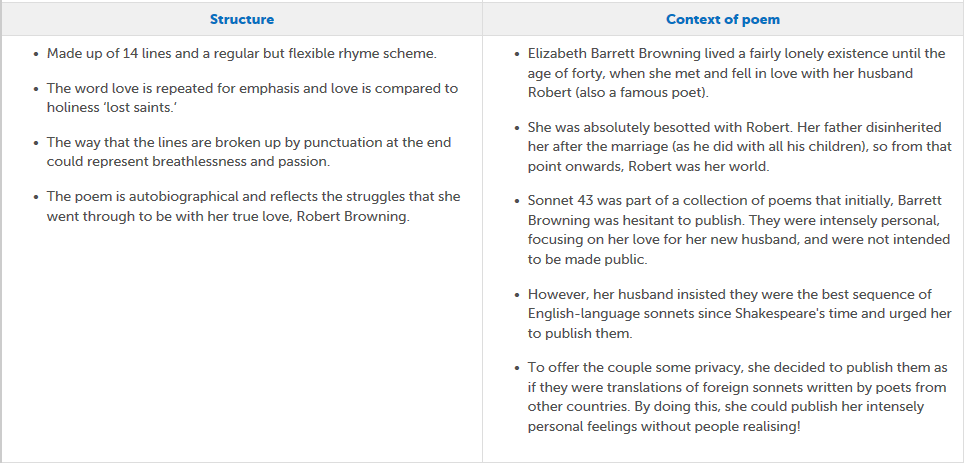 Structure
Context of poem
• Made up of 14 lines and a regular but flexible rhyme scheme.
• The word love is repeated for emphasis and love is compared to
holiness ‘lost saints.’
• The way that the lines are broken up by punctuation at the end
could represent breathlessness and passion.
• The poem is autobiographical and reflects the struggles that she
went through to be with her true love, Robert Browning.
• Elizabeth Barrett Browning lived a fairly lonely existence until the
age of forty, when she met and fell in love with her husband
Robert (also a famous poet).
• She was absolutely besotted with Robert. Her father disinherited
her after the marriage (as he did with all his children), so from that
point onwards, Robert was her world.
• Sonnet 43 was part of a collection of poems that initially, Barrett
Browning was hesitant to publish. They were intensely personal,
focusing on her love for her new husband, and were not intended
to be made public.
• However, her husband insisted they were the best sequence of
English-language sonnets since Shakespeare's time and urged her
to publish them.
• To offer the couple some privacy, she decided to publish them as
if they were translations of foreign sonnets written by poets from
other countries. By doing this, she could publish her intensely
personal feelings without people realising!